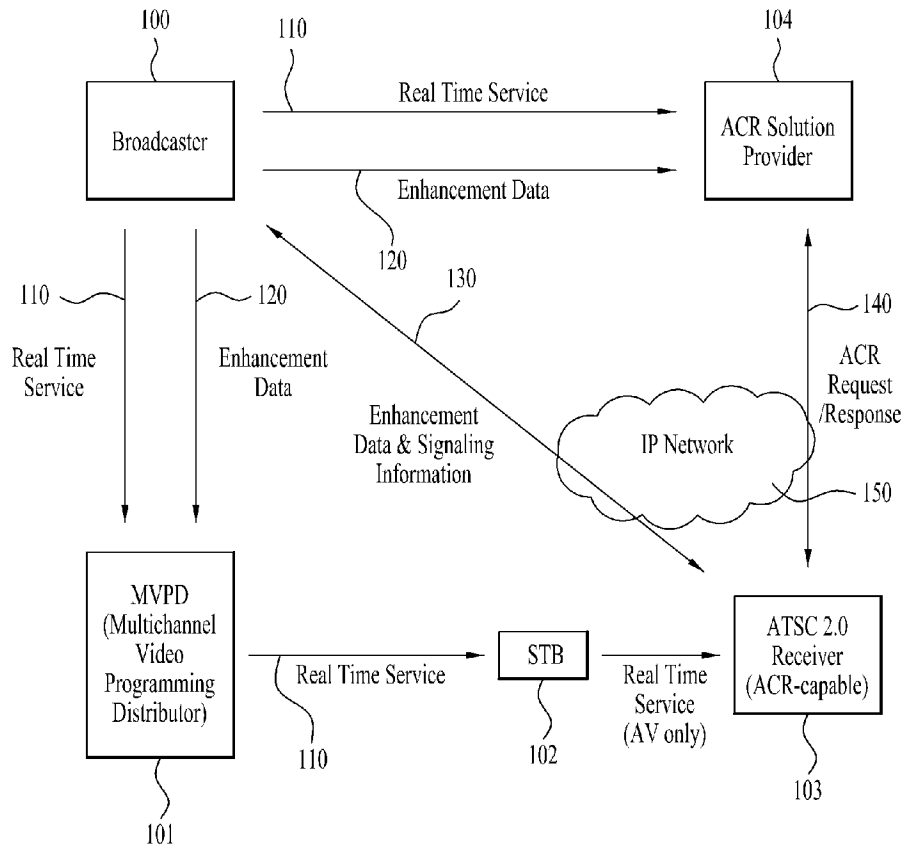 100
110
104
Broadcaster
Real Time Service
ACR Solution
Provider
Enhancement Data
120
110
120
130
140
Real Time
Service
Enhancement
Data
Enhancement
Data & Signaling
Information
IP Network
ACR
Request
/Response
150
MVPD
(Multichannel
Video
Programming
Distributor)
Real Time Service
110
STB
102
Real Time
Service
(AV only)
ATSC 2.0
Receiver
(ACR-capable)
101
103